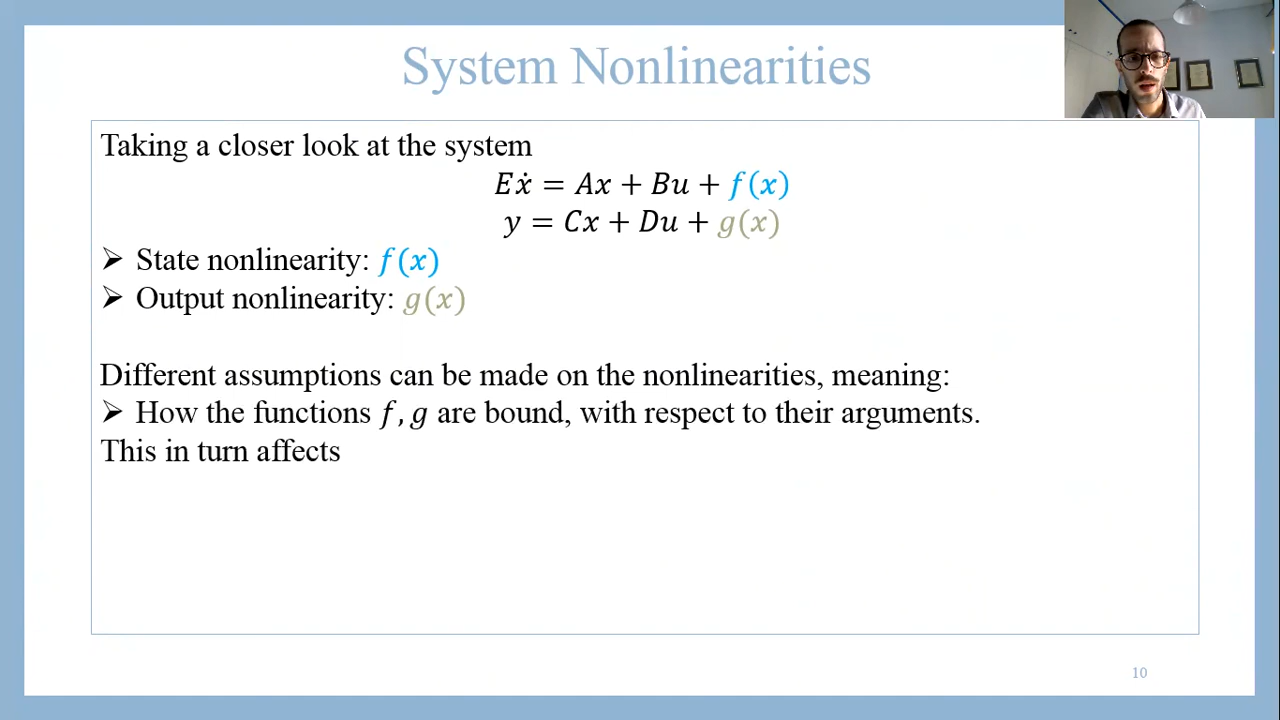 System Nonlinearities
Taking a closer look at the system
Eẋ = Ax + Bu + f(x)
y = Cx + Du + g(x)
➢ State nonlinearity: f(x)
➢ Output nonlinearity: g(x)
Different assumptions can be made on the nonlinearities, meaning:
➢ How the functions f, g are bound, with respect to their arguments.
This in turn affects
10